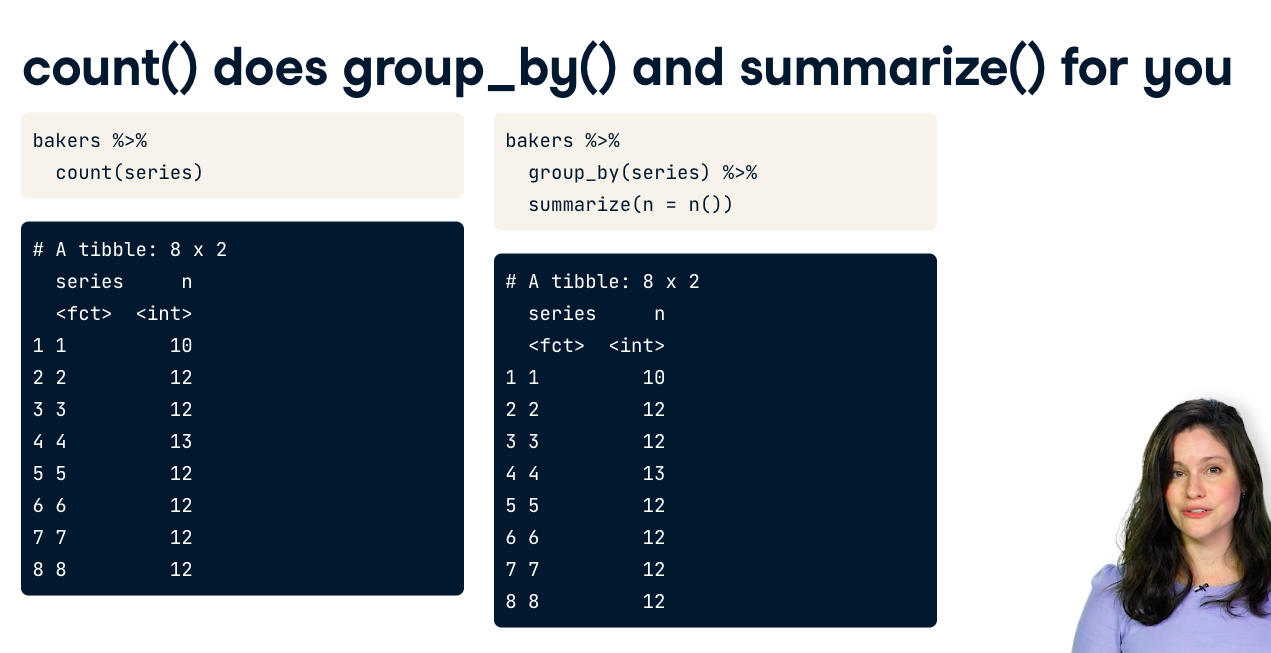 count() does group_by() and summarize() for you
bakers %>%
  count(series)
# A tibble: 8 x 2
  series     n
  <fct>  <int>
1 1         10
2 2         12
3 3         12
4 4         13
5 5         12
6 6         12
7 7         12
8 8         12
bakers %>%
  group_by(series) %>%
  summarize(n = n())
# A tibble: 8 x 2
  series     n
  <fct>  <int>
1 1         10
2 2         12
3 3         12
4 4         13
5 5         12
6 6         12
7 7         12
8 8         12